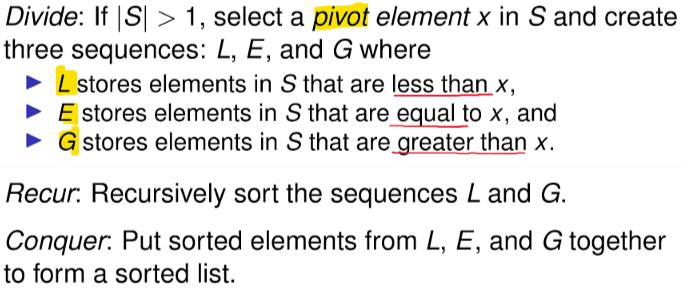 Divide: If |S| > 1, select a pivot element x in S and create
three sequences: L, E, and G where
▶ L stores elements in S that are less than x,
▶ E stores elements in S that are equal to x, and
▶ G stores elements in S that are greater than x.
Recur: Recursively sort the sequences L and G.
Conquer: Put sorted elements from L, E, and G together
to form a sorted list.